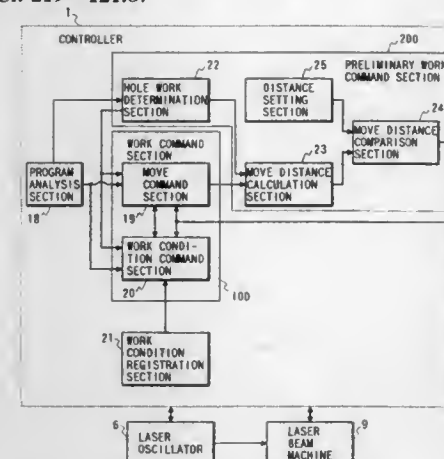 1
CONTROLLER
200
22
HOLE WORK
DETERMINATION
SECTION
25
DISTANCE
SETTING
SECTION
PRELIMINARY WORK
COMMAND SECTION
24
MOVE DISTANCE
COMPARISON
SECTION
WORK COMMAND
SECTION
MOVE
COMMAND
SECTION
19
23
MOVE DISTANCE
CALCULATION
SECTION
PROGRAM
ANALYSIS
SECTION
18
WORK CONDI-
TION COMMAND
SECTION
20
100
21
WORK
CONDITION
REGISTRATION
SECTION
6
LASER
OSCILLATOR
9
LASER
BEAM
MACHINE